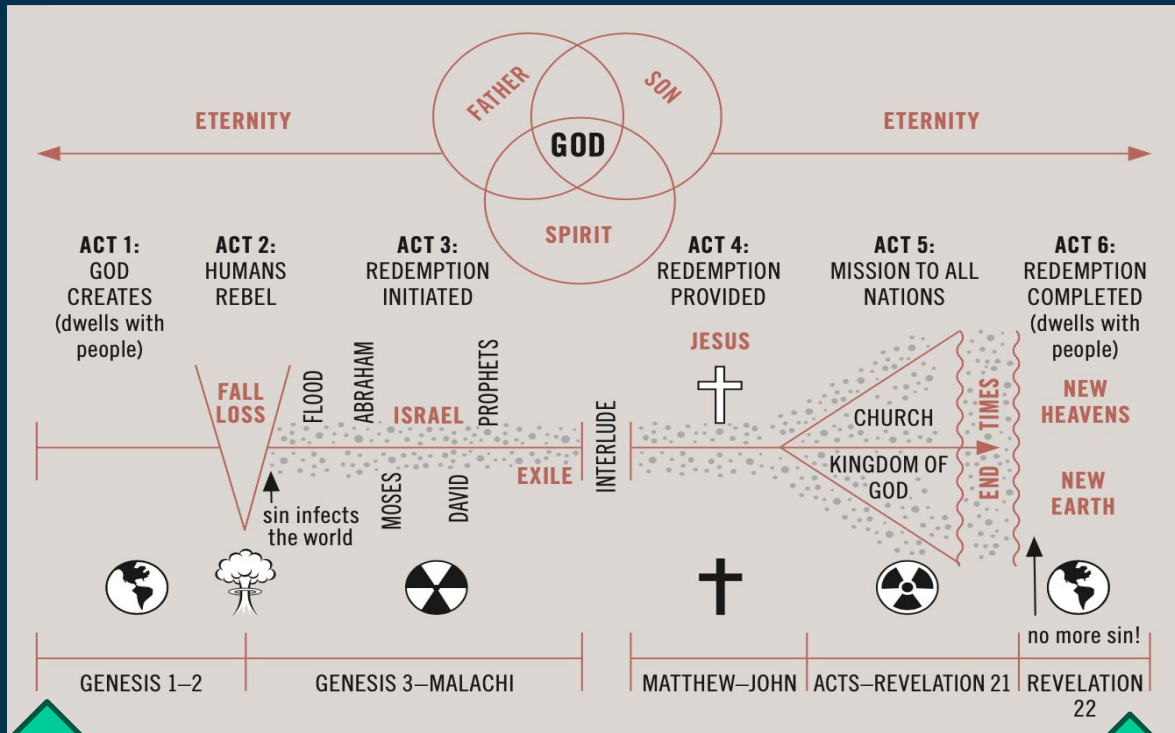 FATHER
SON
ETERNITY
GOD
ETERNITY
SPIRIT
ACT 1:
GOD
CREATES
(dwells with
people)
ACT 2:
HUMANS
REBEL
ACT 3:
REDEMPTION
INITIATED
ACT 4:
REDEMPTION
PROVIDED
ACT 5:
MISSION TO ALL
NATIONS
ACT 6:
REDEMPTION
COMPLETED
(dwells with
people)
FALL
LOSS
sin infects
the world
FLOOD
ABRAHAM
ISRAEL
PROPHETS
MOSES
DAVID
EXILE
INTERLUDE
JESUS
CHURCH
KINGDOM OF
GOD
END TIMES
NEW
HEAVENS
NEW
EARTH
no more sin!
GENESIS 1–2
GENESIS 3–MALACHI
MATTHEW–JOHN
ACTS–REVELATION 21
REVELATION
22